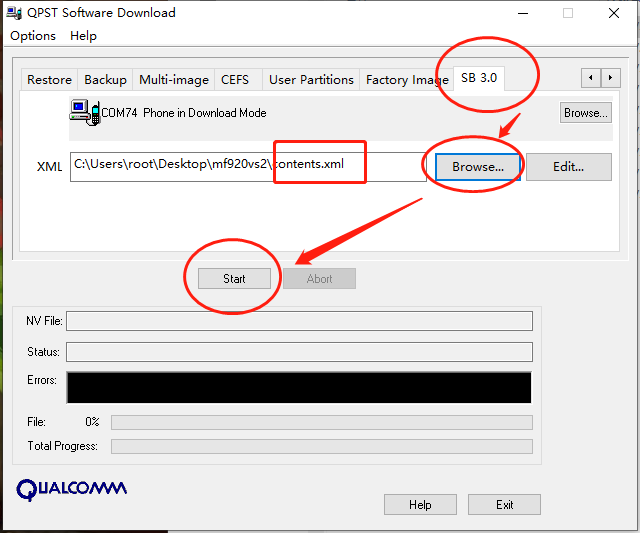 QPST Software Download
Options Help
Restore Backup Multi-image CEFS User Partitions Factory Image SB 3.0
COM74 Phone in Download Mode Browse...
XML C:\Users\root\Desktop\mf920vs2\contents.xml Browse... Edit...
Start Abort
NV File:
Status:
Errors:
File: 0%
Total Progress:
QUALCOMM
Help Exit